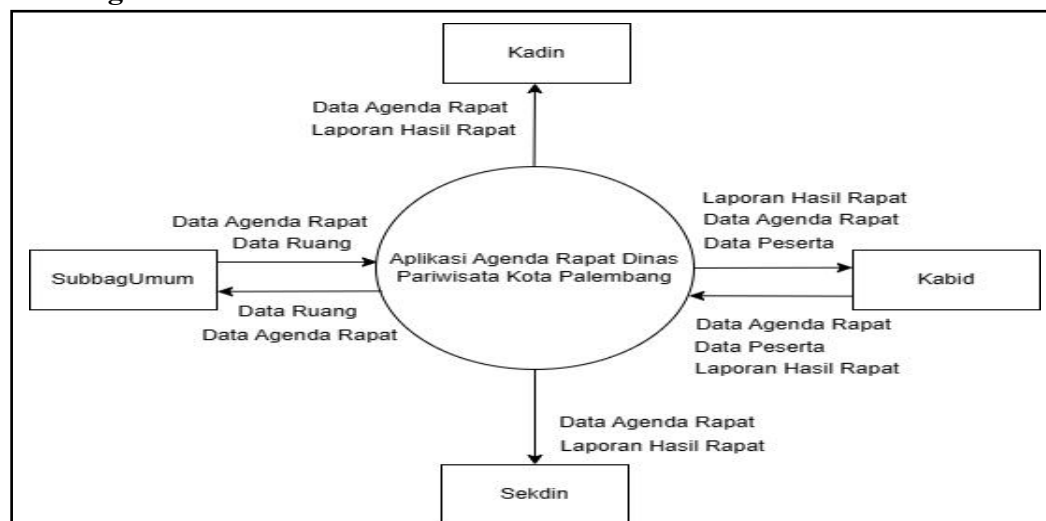 Kadin
Data Agenda Rapat
Laporan Hasil Rapat
Laporan Hasil Rapat
Data Agenda Rapat
Data Peserta
Data Agenda Rapat
Data Ruang
Aplikasi Agenda Rapat Dinas
Pariwisata Kota Palembang
SubbagUmum
Kabid
Data Ruang
Data Agenda Rapat
Data Agenda Rapat
Data Peserta
Laporan Hasil Rapat
Data Agenda Rapat
Laporan Hasil Rapat
Sekdin